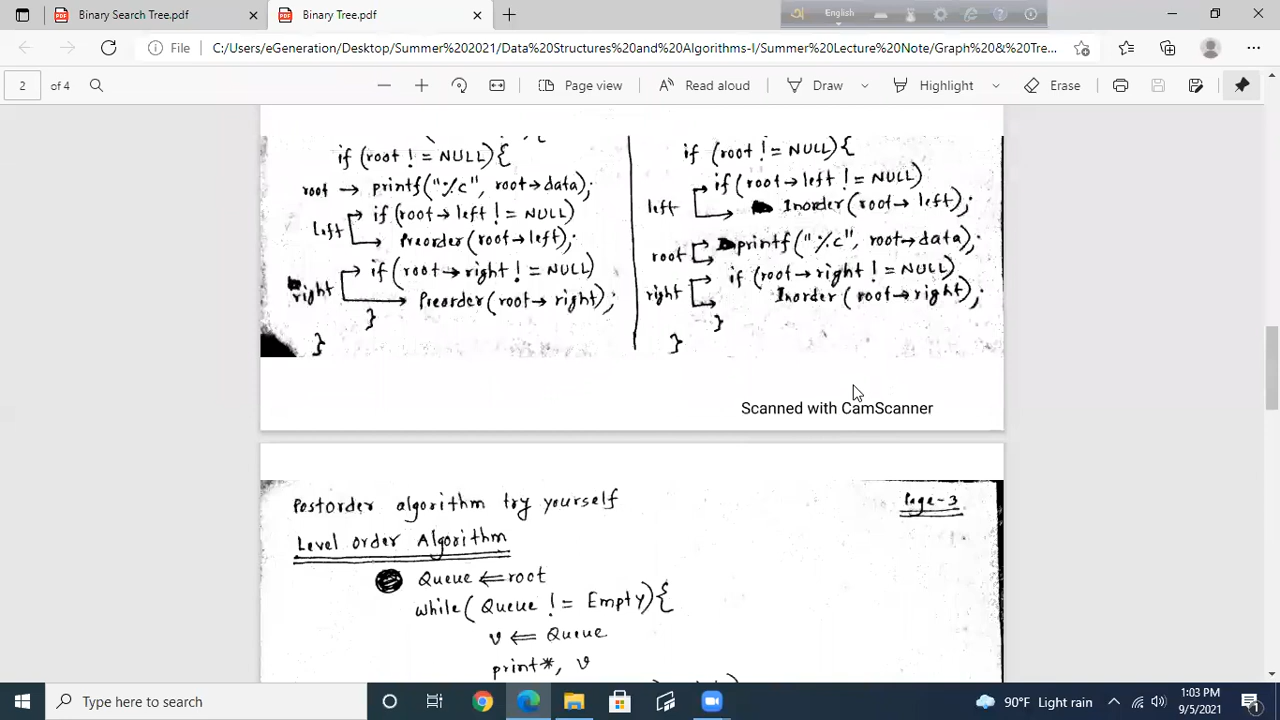 Binary Search Tree.pdf
Binary Tree.pdf
English
File
C:/Users/eGeneration/Desktop/Summer%202021/Data%20Structures%20and%20Algorithms-I/Summer%20Lecture%20Note/Graph%20&%20Tre...
2 of 4
Page view
Read aloud
Draw
Highlight
Erase
if (root != NULL){
root → printf("%c", root→data);
left if (root→left != NULL)
Preorder(root→left);
right if (root→right != NULL)
Preorder(root→right);
}
}
if (root != NULL){
left if(root→left != NULL)
Inorder(root→left);
root printf("%c", root→data);
right if (root→right != NULL)
Inorder(root→right);
}
}
Scanned with CamScanner
Postorder algorithm try yourself
Page-3
Level order Algorithm
Queue ⇐ root
while(Queue != Empty){
v ⇐ Queue
print*, v
Type here to search
90°F Light rain
1:03 PM
9/5/2021